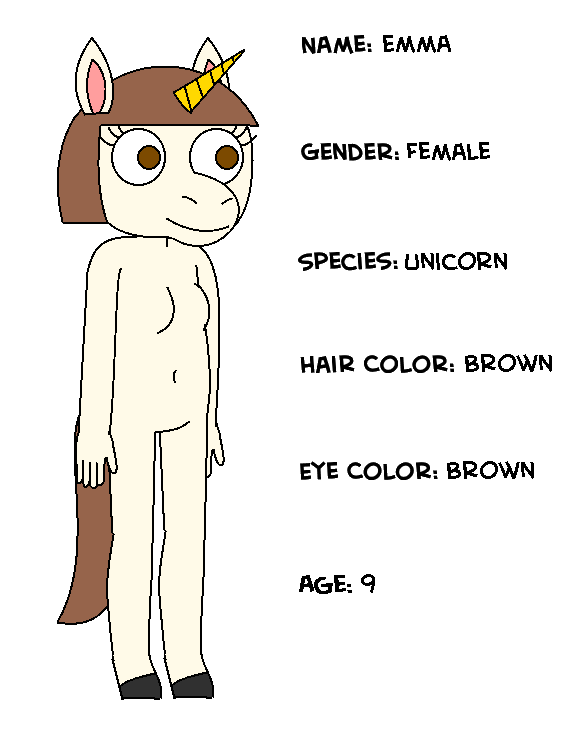 NAME: EMMA
GENDER: FEMALE
SPECIES: UNICORN
HAIR COLOR: BROWN
EYE COLOR: BROWN
AGE: 9